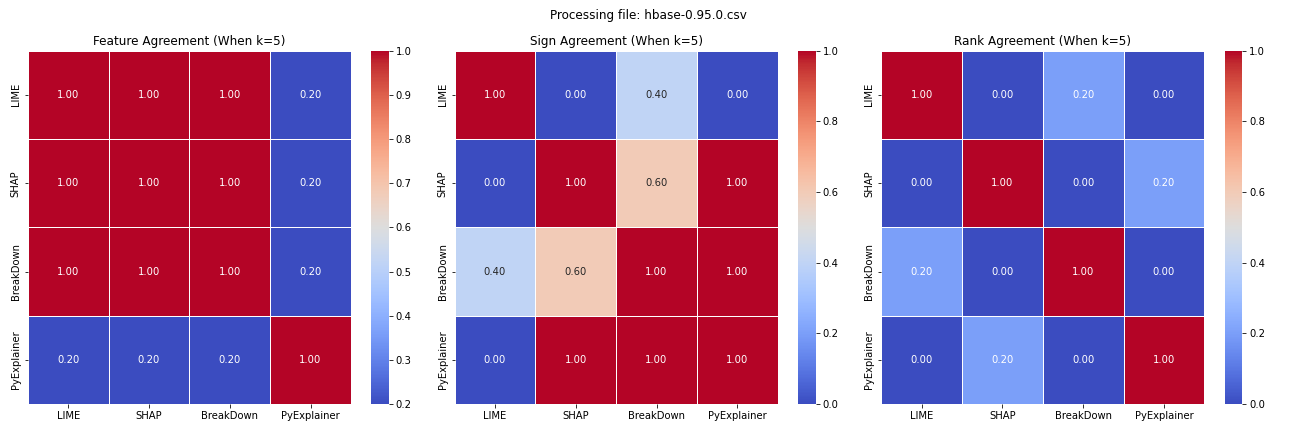 Processing file: hbase-0.95.0.csv
Feature Agreement (When k=5)
LIME
SHAP
BreakDown
PyExplainer
1.00 1.00 1.00 0.20
1.00 1.00 1.00 0.20
1.00 1.00 1.00 0.20
0.20 0.20 0.20 1.00
LIME SHAP BreakDown PyExplainer
1.0
0.9
0.8
0.7
0.6
0.5
0.4
0.3
0.2
Sign Agreement (When k=5)
LIME
SHAP
BreakDown
PyExplainer
1.00 0.00 0.40 0.00
0.00 1.00 0.60 1.00
0.40 0.60 1.00 1.00
0.00 1.00 1.00 1.00
LIME SHAP BreakDown PyExplainer
1.0
0.8
0.6
0.4
0.2
0.0
Rank Agreement (When k=5)
LIME
SHAP
BreakDown
PyExplainer
1.00 0.00 0.20 0.00
0.00 1.00 0.00 0.20
0.20 0.00 1.00 0.00
0.00 0.20 0.00 1.00
LIME SHAP BreakDown PyExplainer
1.0
0.8
0.6
0.4
0.2
0.0